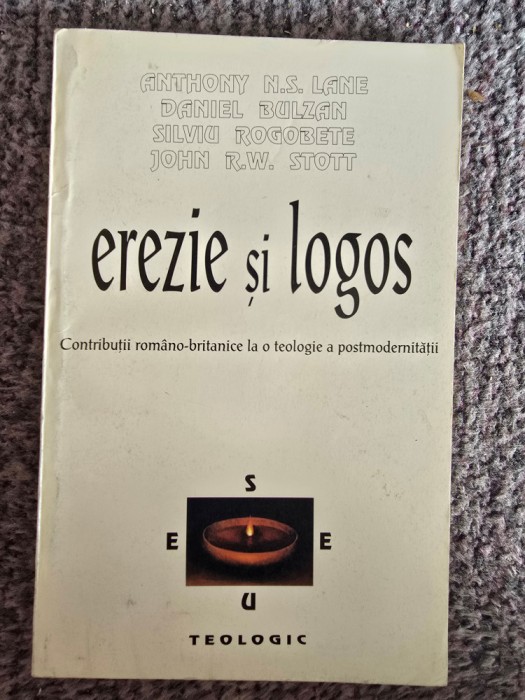 ANTHONY N.S. LANE
DANIEL BULZAN
SILVIU ROGOBETE
JOHN R.W. STOTT
erezie și logos
Contribuții româno-britanice la o teologie a postmodernității
S
E E
U
TEOLOGIC